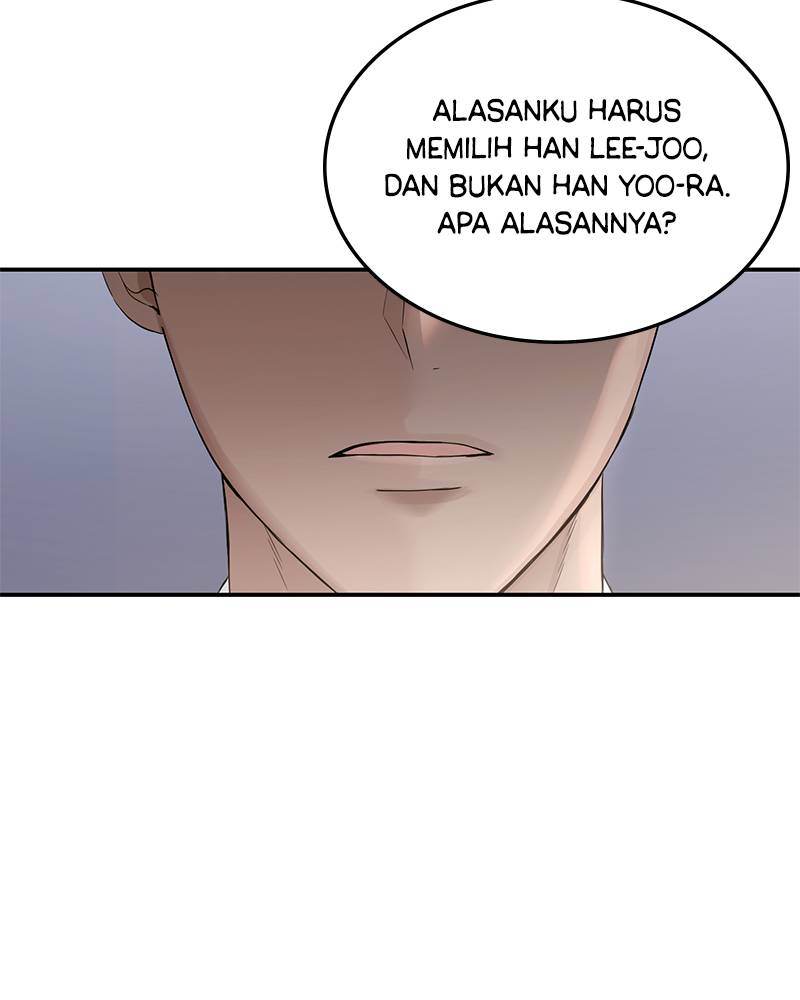 ALASANKU HARUS
MEMILIH HAN LEE-JOO,
DAN BUKAN HAN YOO-RA.
APA ALASANNYA?